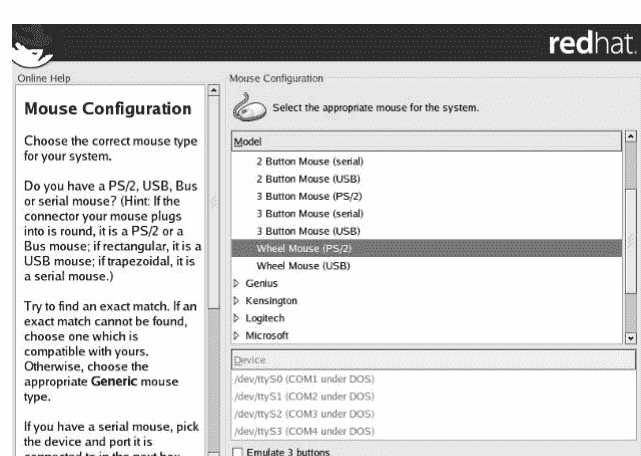 redhat.
Online Help
Mouse Configuration
Choose the correct mouse type
for your system.
Do you have a PS/2, USB, Bus
or serial mouse? (Hint: If the
connector your mouse plugs
into is round, it is a PS/2 or a
Bus mouse; if rectangular, it is a
USB mouse; if trapezoidal, it is
a serial mouse.)
Try to find an exact match. If an
exact match cannot be found,
choose one which is
compatible with yours.
Otherwise, choose the
appropriate Generic mouse
type.
If you have a serial mouse, pick
the device and port it is
connected to in the next box.
Mouse Configuration
Select the appropriate mouse for the system.
Model
2 Button Mouse (serial)
2 Button Mouse (USB)
3 Button Mouse (PS/2)
3 Button Mouse (serial)
3 Button Mouse (USB)
Wheel Mouse (PS/2)
Wheel Mouse (USB)
Genius
Kensington
Logitech
Microsoft
Device
/dev/ttyS0 (COM1 under DOS)
/dev/ttyS1 (COM2 under DOS)
/dev/ttyS2 (COM3 under DOS)
/dev/ttyS3 (COM4 under DOS)
Emulate 3 buttons